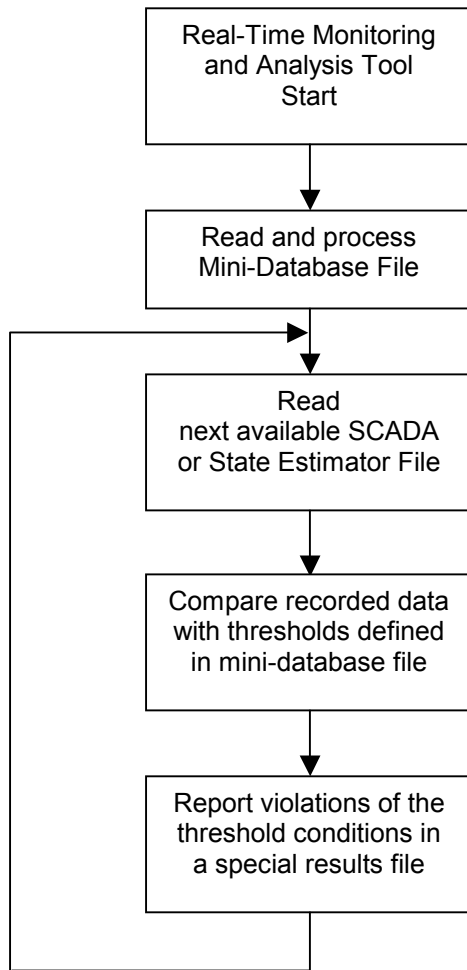 Real-Time Monitoring
and Analysis Tool
Start
Read and process
Mini-Database File
Read
next available SCADA
or State Estimator File
Compare recorded data
with thresholds defined
in mini-database file
Report violations of the
threshold conditions in
a special results file